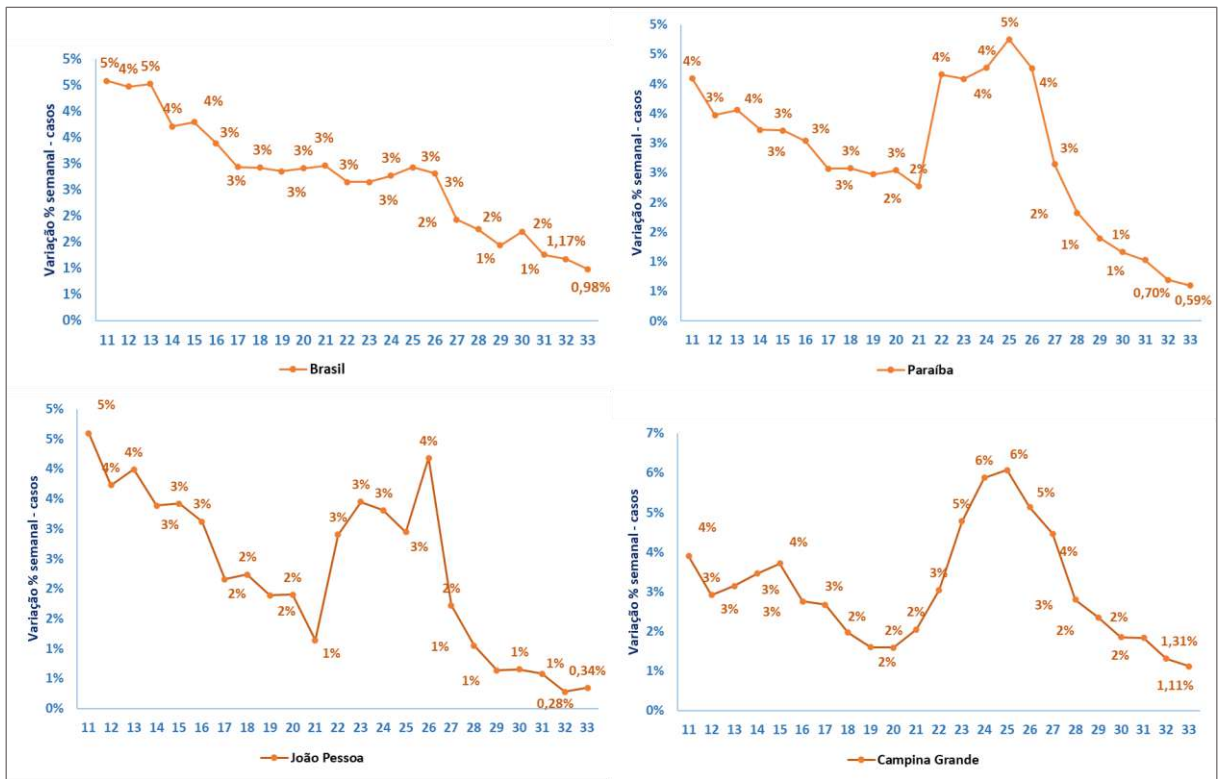 Variação % semanal - casos
5%
5%
4%
4%
3%
3%
2%
2%
1%
1%
0%
5% 4% 5% 4% 4% 3% 3% 3% 3% 3% 3% 3% 3% 3% 3% 3% 2% 2% 1% 2% 1% 1,17% 0,98%
11 12 13 14 15 16 17 18 19 20 21 22 23 24 25 26 27 28 29 30 31 32 33
Brasil
Variação % semanal - casos
5%
5%
4%
4%
3%
3%
2%
2%
1%
1%
0%
4% 3% 4% 3% 3% 3% 3% 3% 2% 3% 2% 4% 4% 4% 5% 4% 3% 2% 1% 1% 1% 0,70% 0,59%
11 12 13 14 15 16 17 18 19 20 21 22 23 24 25 26 27 28 29 30 31 32 33
Paraíba
Variação % semanal - casos
5%
5%
4%
4%
3%
3%
2%
2%
1%
1%
0%
5% 4% 4% 3% 3% 3% 2% 2% 2% 2% 1% 3% 3% 3% 3% 4% 2% 1% 1% 1% 1% 0,28% 0,34%
11 12 13 14 15 16 17 18 19 20 21 22 23 24 25 26 27 28 29 30 31 32 33
João Pessoa
Variação % semanal - casos
7%
6%
5%
4%
3%
2%
1%
0%
4% 3% 3% 3% 4% 3% 3% 2% 2% 2% 2% 3% 5% 6% 6% 5% 4% 3% 2% 2% 2% 1,31% 1,11%
11 12 13 14 15 16 17 18 19 20 21 22 23 24 25 26 27 28 29 30 31 32 33
Campina Grande